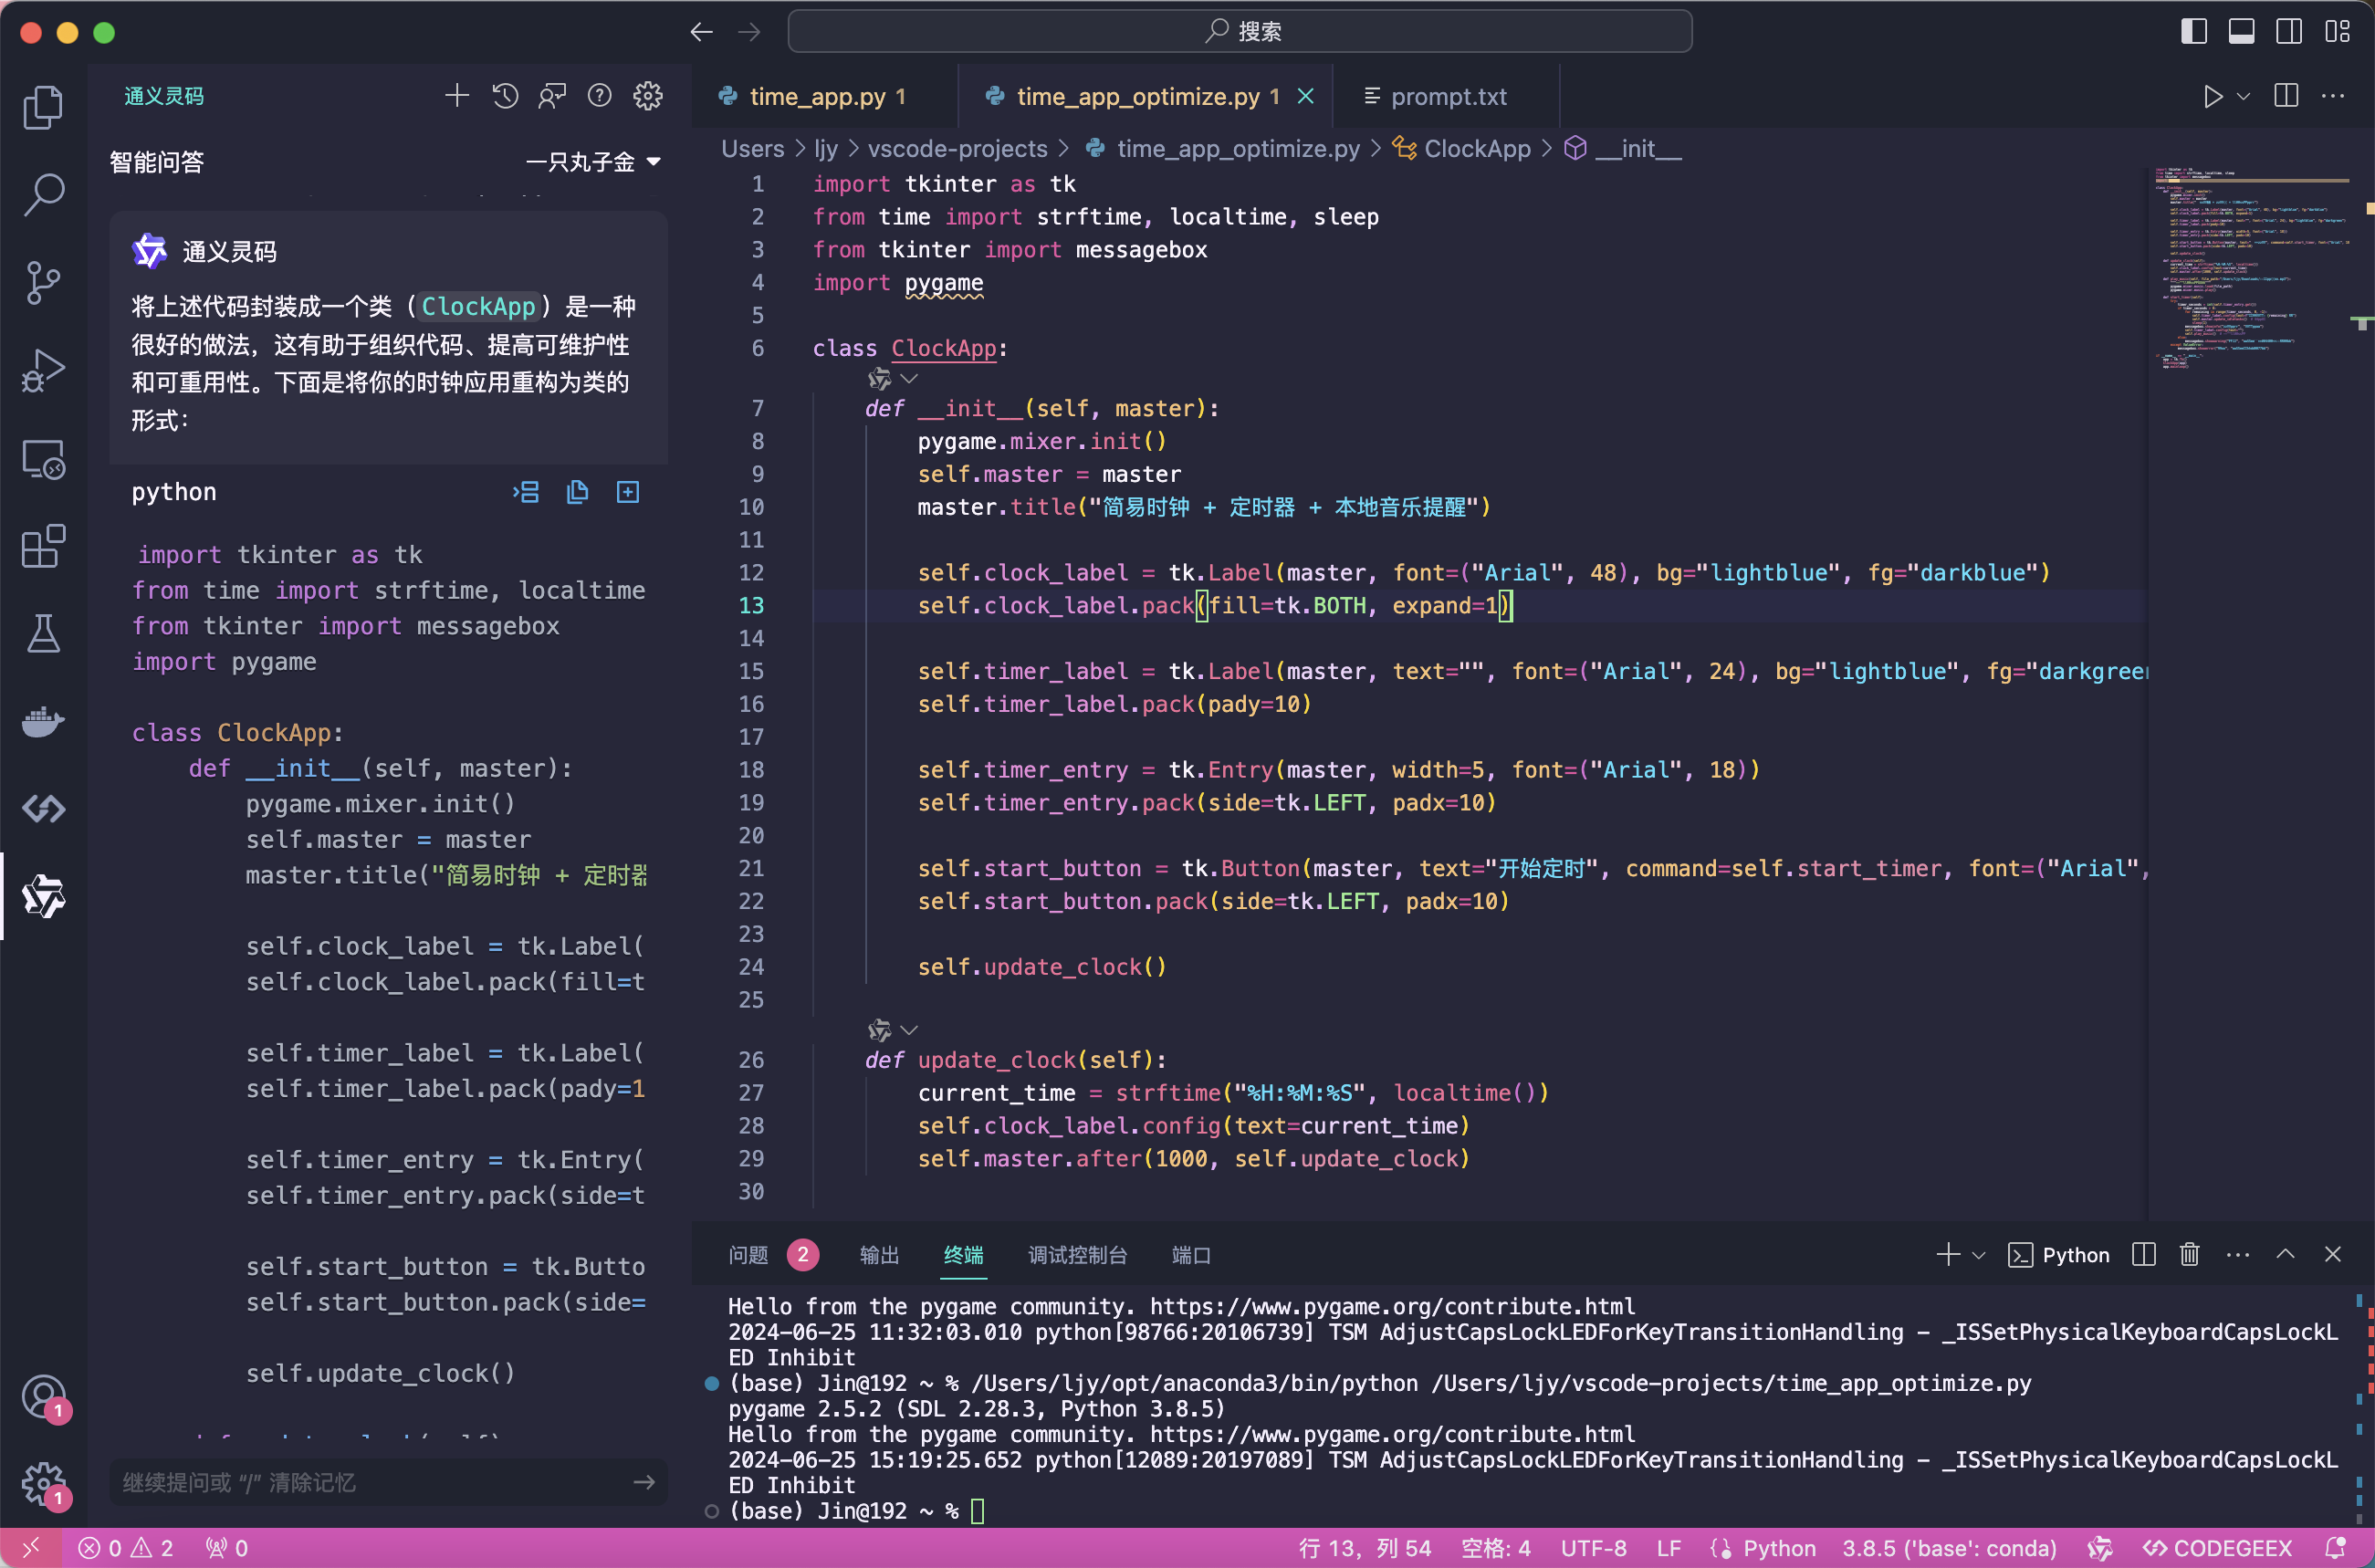 搜索
通义灵码
智能问答
一只丸子金
通义灵码
将上述代码封装成一个类（ClockApp）是一种
很好的做法，这有助于组织代码、提高可维护性
和可重用性。下面是将你的时钟应用重构为类的
形式：
python
import tkinter as tk
from time import strftime, localtime
from tkinter import messagebox
import pygame
class ClockApp:
def __init__(self, master):
pygame.mixer.init()
self.master = master
master.title("简易时钟 + 定时器
self.clock_label = tk.Label(
self.clock_label.pack(fill=t
self.timer_label = tk.Label(
self.timer_label.pack(pady=1
self.timer_entry = tk.Entry(
self.timer_entry.pack(side=t
self.start_button = tk.Butto
self.start_button.pack(side=
self.update_clock()
继续提问或 “/” 清除记忆
1
1
time_app.py 1
time_app_optimize.py 1
prompt.txt
Users > ljy > vscode-projects > time_app_optimize.py > ClockApp > __init__
1 import tkinter as tk
2 from time import strftime, localtime, sleep
3 from tkinter import messagebox
4 import pygame
5
6 class ClockApp:
7 def __init__(self, master):
8 pygame.mixer.init()
9 self.master = master
10 master.title("简易时钟 + 定时器 + 本地音乐提醒")
11
12 self.clock_label = tk.Label(master, font=("Arial", 48), bg="lightblue", fg="darkblue")
13 self.clock_label.pack(fill=tk.BOTH, expand=1)
14
15 self.timer_label = tk.Label(master, text="", font=("Arial", 24), bg="lightblue", fg="darkgreen
16 self.timer_label.pack(pady=10)
17
18 self.timer_entry = tk.Entry(master, width=5, font=("Arial", 18))
19 self.timer_entry.pack(side=tk.LEFT, padx=10)
20
21 self.start_button = tk.Button(master, text="开始定时", command=self.start_timer, font=("Arial",
22 self.start_button.pack(side=tk.LEFT, padx=10)
23
24 self.update_clock()
25
26 def update_clock(self):
27 current_time = strftime("%H:%M:%S", localtime())
28 self.clock_label.config(text=current_time)
29 self.master.after(1000, self.update_clock)
30
问题 2 输出 终端 调试控制台 端口
Python
Hello from the pygame community. https://www.pygame.org/contribute.html
2024-06-25 11:32:03.010 python[98766:20106739] TSM AdjustCapsLockLEDForKeyTransitionHandling - _ISSetPhysicalKeyboardCapsLockL
ED Inhibit
(base) Jin@192 ~ % /Users/ljy/opt/anaconda3/bin/python /Users/ljy/vscode-projects/time_app_optimize.py
pygame 2.5.2 (SDL 2.28.3, Python 3.8.5)
Hello from the pygame community. https://www.pygame.org/contribute.html
2024-06-25 15:19:25.652 python[12089:20197089] TSM AdjustCapsLockLEDForKeyTransitionHandling - _ISSetPhysicalKeyboardCapsLockL
ED Inhibit
(base) Jin@192 ~ %
0 2 0 行 13，列 54 空格: 4 UTF-8 LF Python 3.8.5 ('base': conda) CODEGEEX